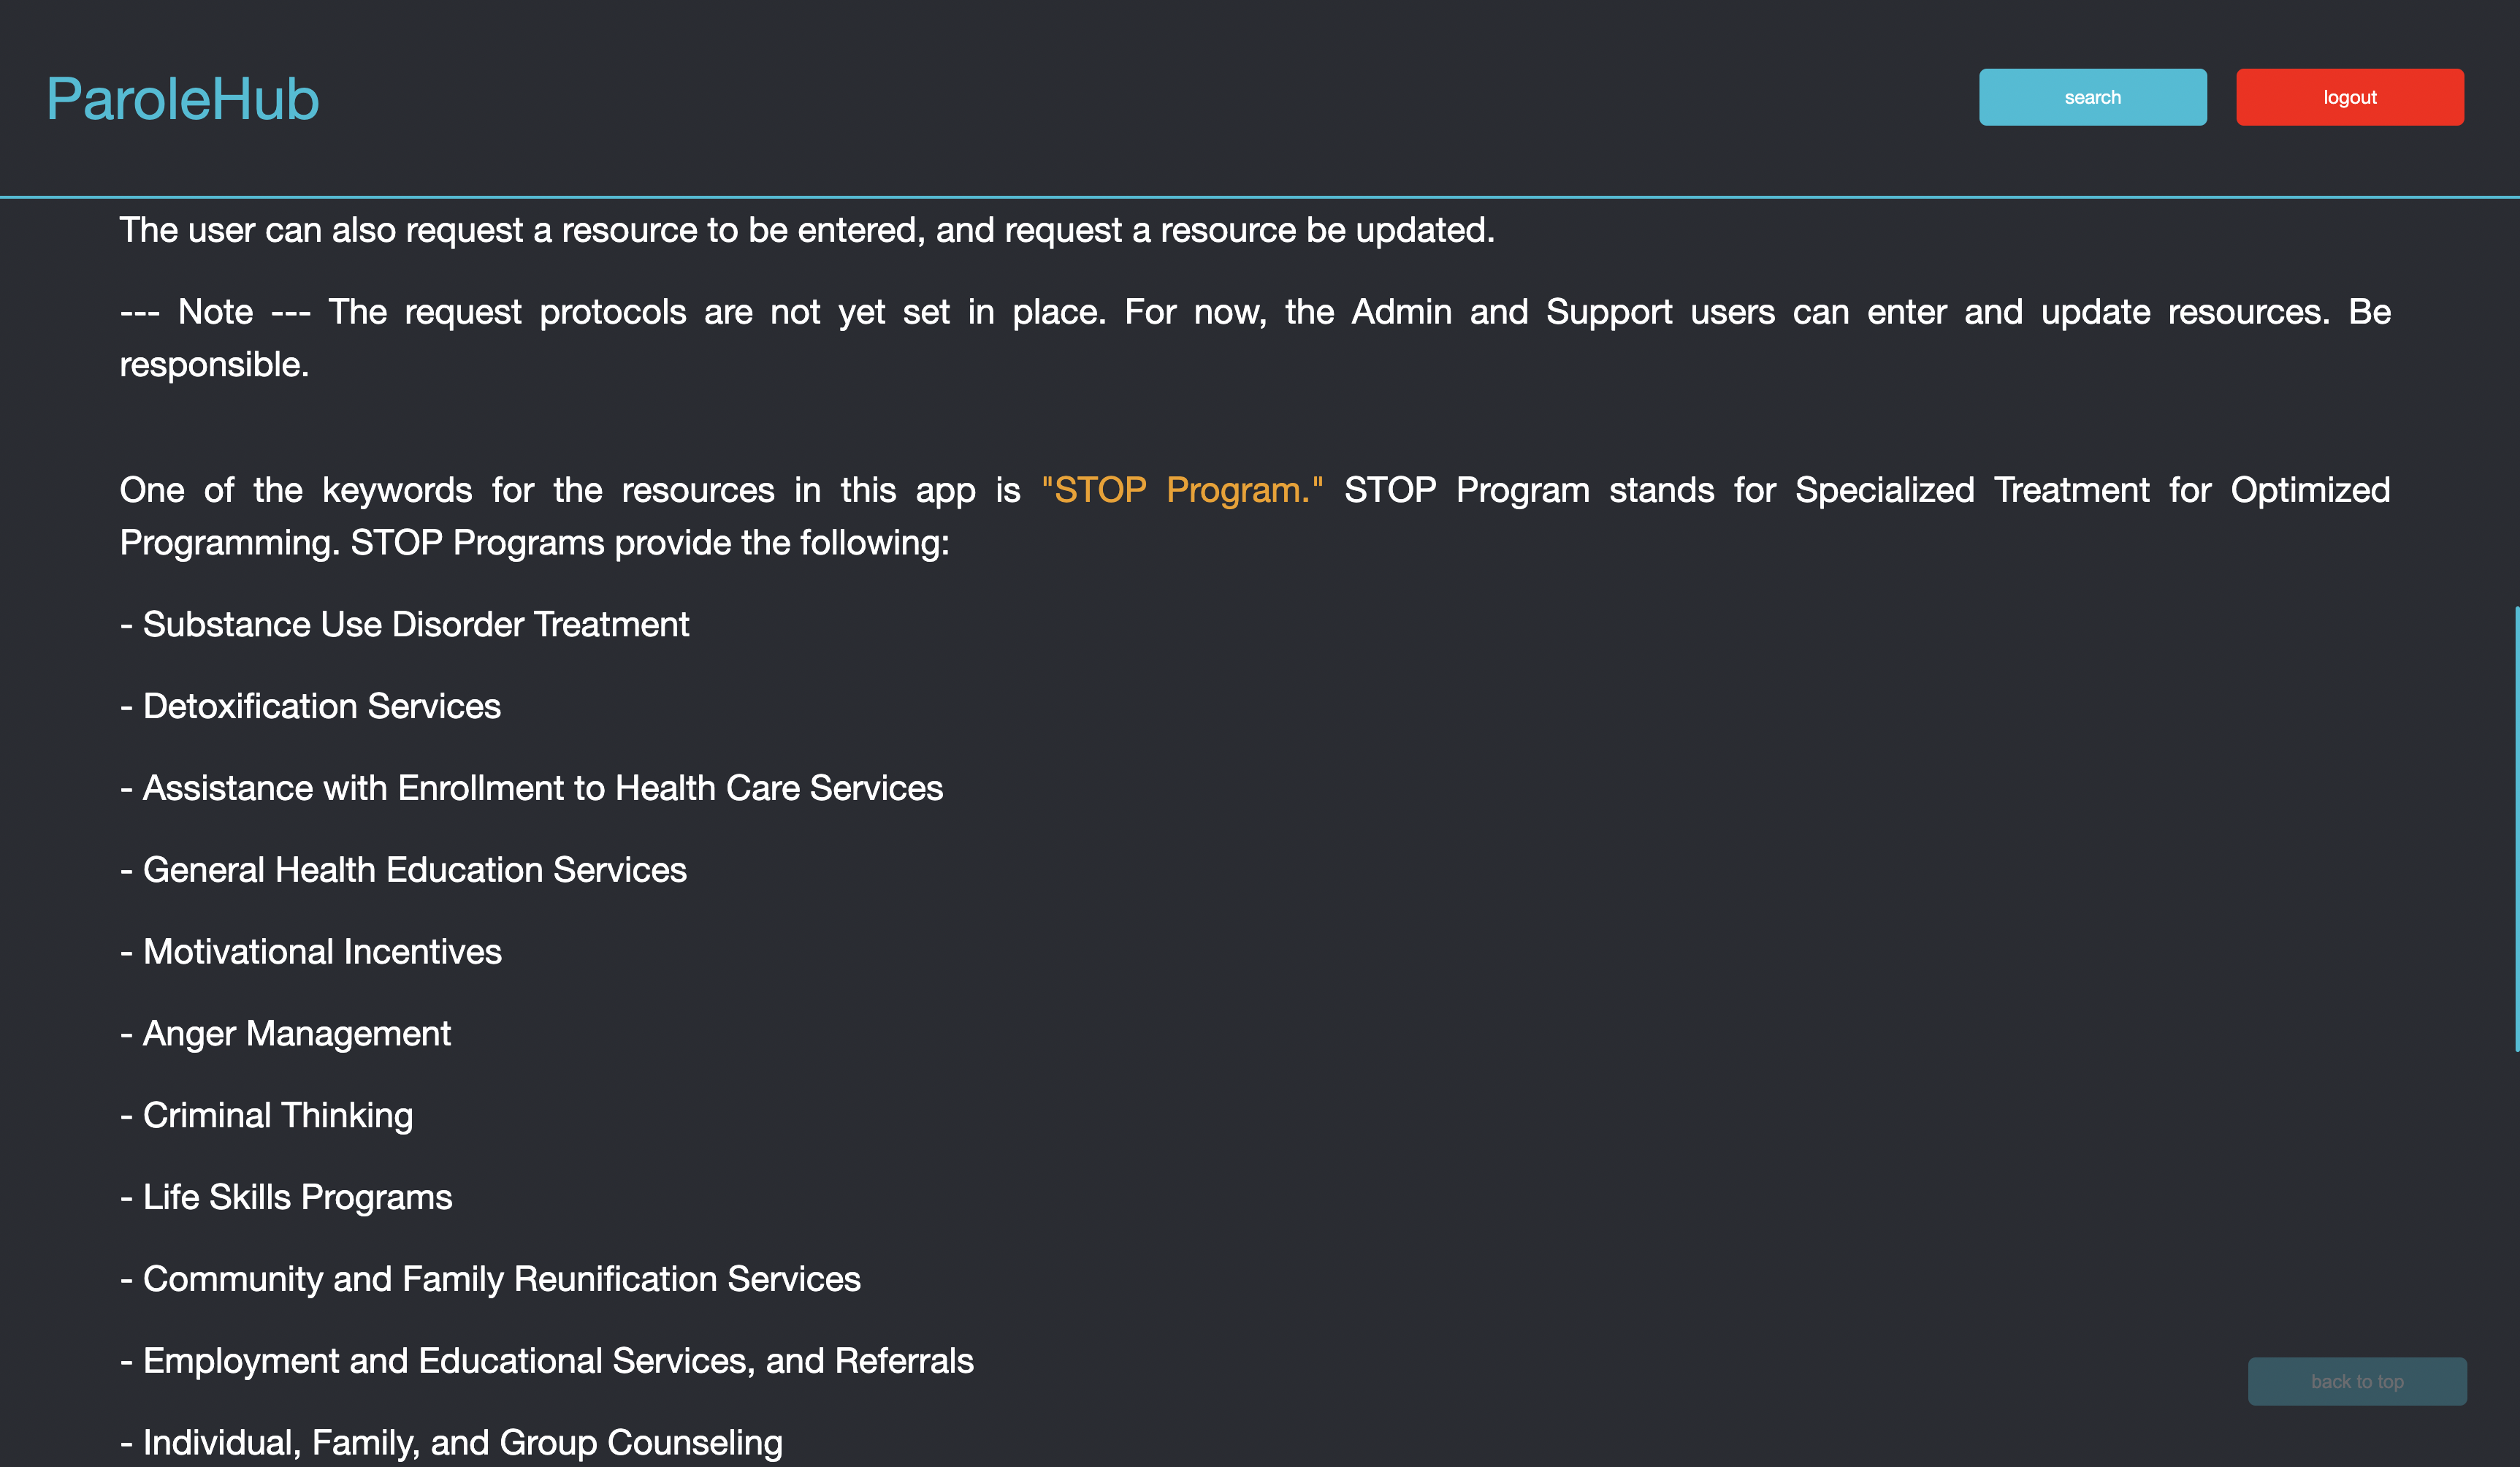 ParoleHub
search
logout
The user can also request a resource to be entered, and request a resource be updated.
--- Note --- The request protocols are not yet set in place. For now, the Admin and Support users can enter and update resources. Be
responsible.
One of the keywords for the resources in this app is "STOP Program." STOP Program stands for Specialized Treatment for Optimized
Programming. STOP Programs provide the following:
- Substance Use Disorder Treatment
- Detoxification Services
- Assistance with Enrollment to Health Care Services
- General Health Education Services
- Motivational Incentives
- Anger Management
- Criminal Thinking
- Life Skills Programs
- Community and Family Reunification Services
- Employment and Educational Services, and Referrals
back to top
- Individual, Family, and Group Counseling